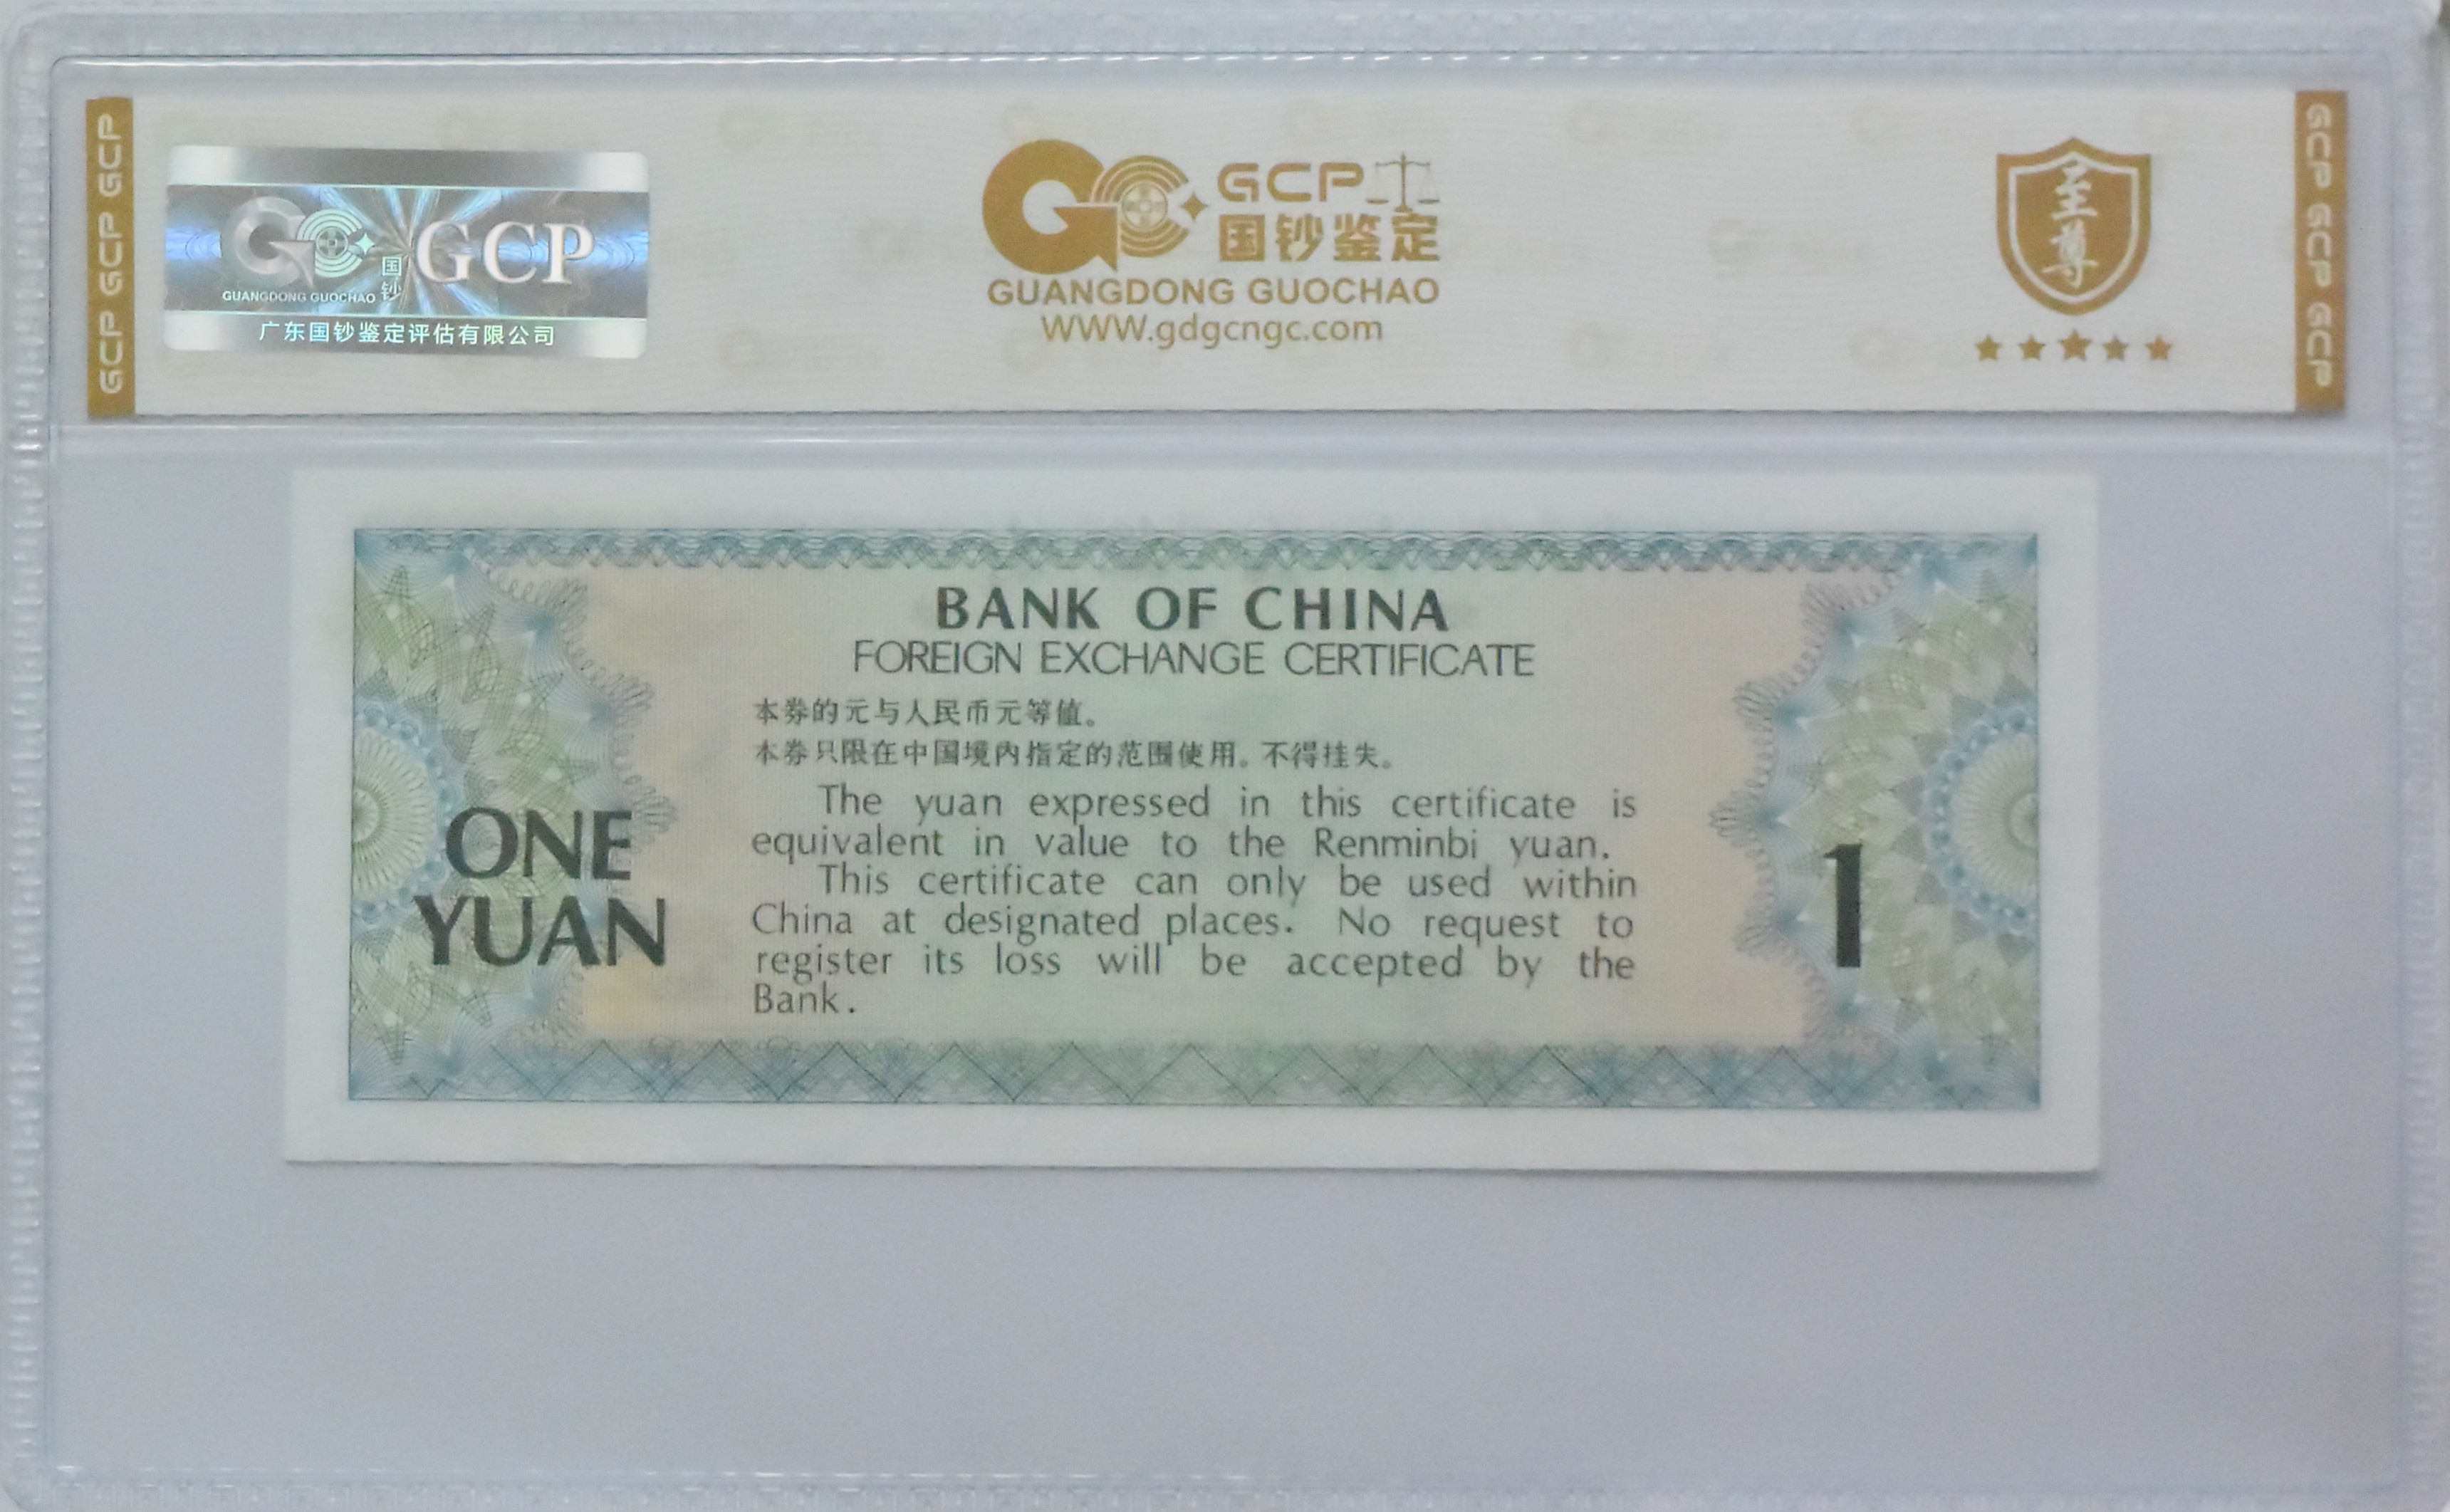 GCP GCP GCP
GUANGDONG GUOCHAO
国钞
GCP
广东国钞鉴定评估有限公司
GCP
国钞鉴定
GUANGDONG GUOCHAO
WWW.gdgcngc.com
至尊
GCP GCP GCP
BANK OF CHINA
FOREIGN EXCHANGE CERTIFICATE
本券的元与人民币元等值。
本券只限在中国境内指定的范围使用。不得挂失。
The yuan expressed in this certificate is
equivalent in value to the Renminbi yuan.
This certificate can only be used within
China at designated places. No request to
register its loss will be accepted by the
Bank.
ONE
YUAN
1